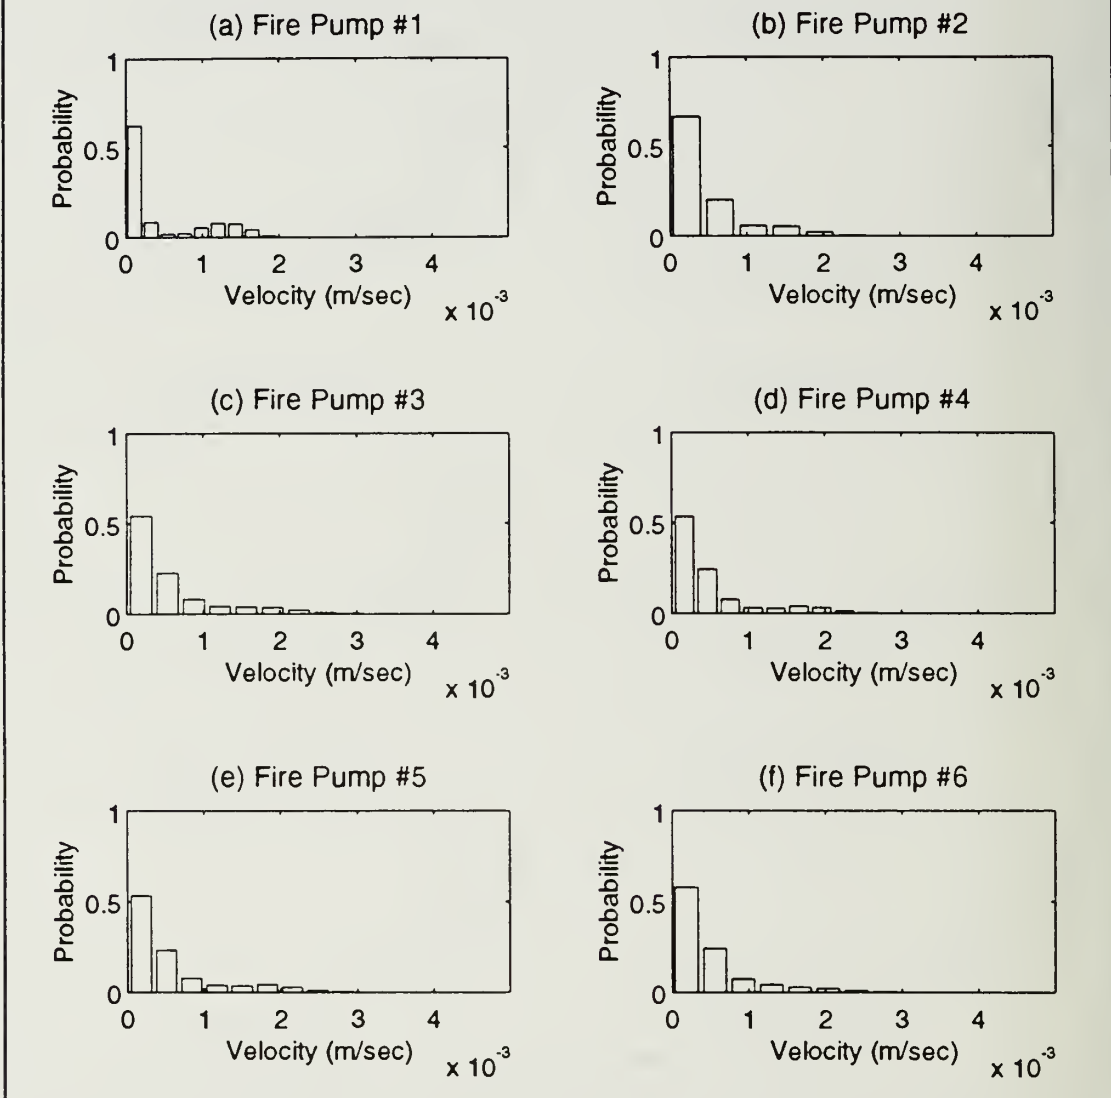 (a) Fire Pump #1
Probability
1
0.5
0
0 1 2 3 4
Velocity (m/sec)
x 10-3
(b) Fire Pump #2
Probability
1
0.5
0
0 1 2 3 4
Velocity (m/sec)
x 10-3
(c) Fire Pump #3
Probability
1
0.5
0
0 1 2 3 4
Velocity (m/sec)
x 10-3
(d) Fire Pump #4
Probability
1
0.5
0
0 1 2 3 4
Velocity (m/sec)
x 10-3
(e) Fire Pump #5
Probability
1
0.5
0
0 1 2 3 4
Velocity (m/sec)
x 10-3
(f) Fire Pump #6
Probability
1
0.5
0
0 1 2 3 4
Velocity (m/sec)
x 10-3